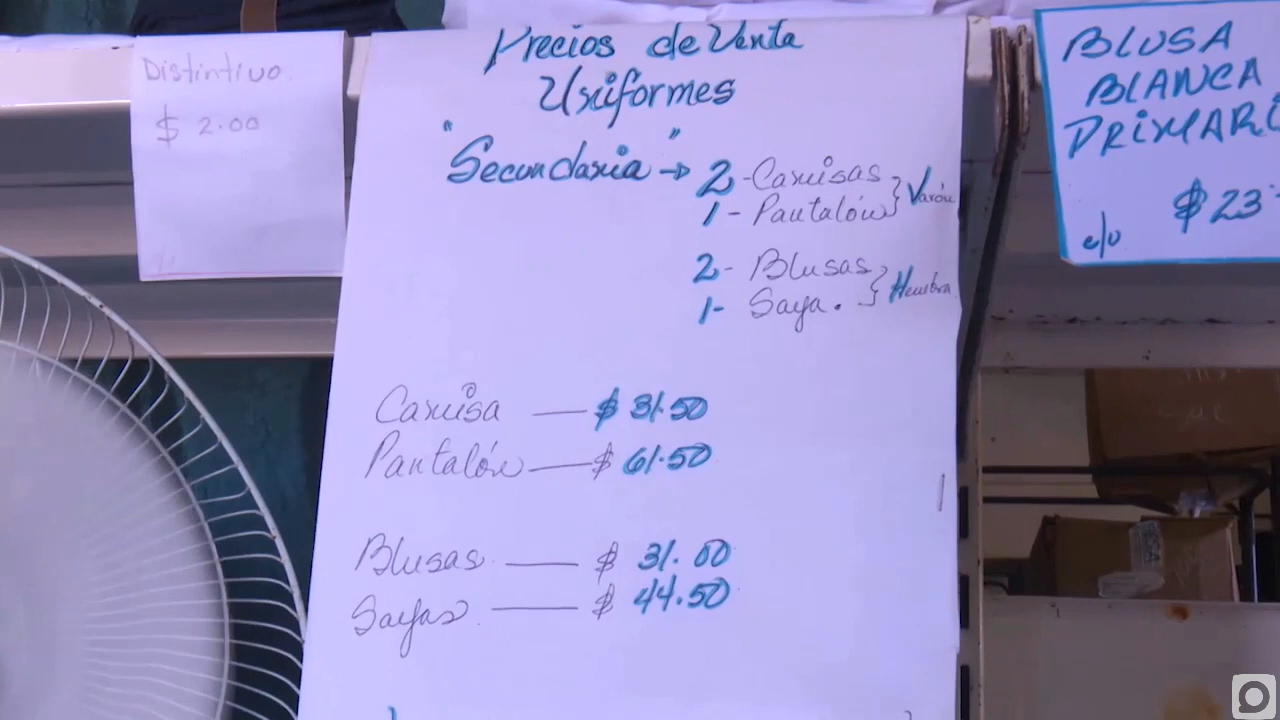 Distintivo.
$ 2.00
Precios de Venta
Uniformes
"Secundaria" → 2 - Camisas
1 - Pantalón } Varón
2 - Blusas
1 - Saya. } Hembra
Camisa — $ 31.50
Pantalón — $ 61.50
Blusas — $ 31.00
Sayas — $ 44.50
BLUSA
BLANCA
PRIMARI
$ 23
c/u